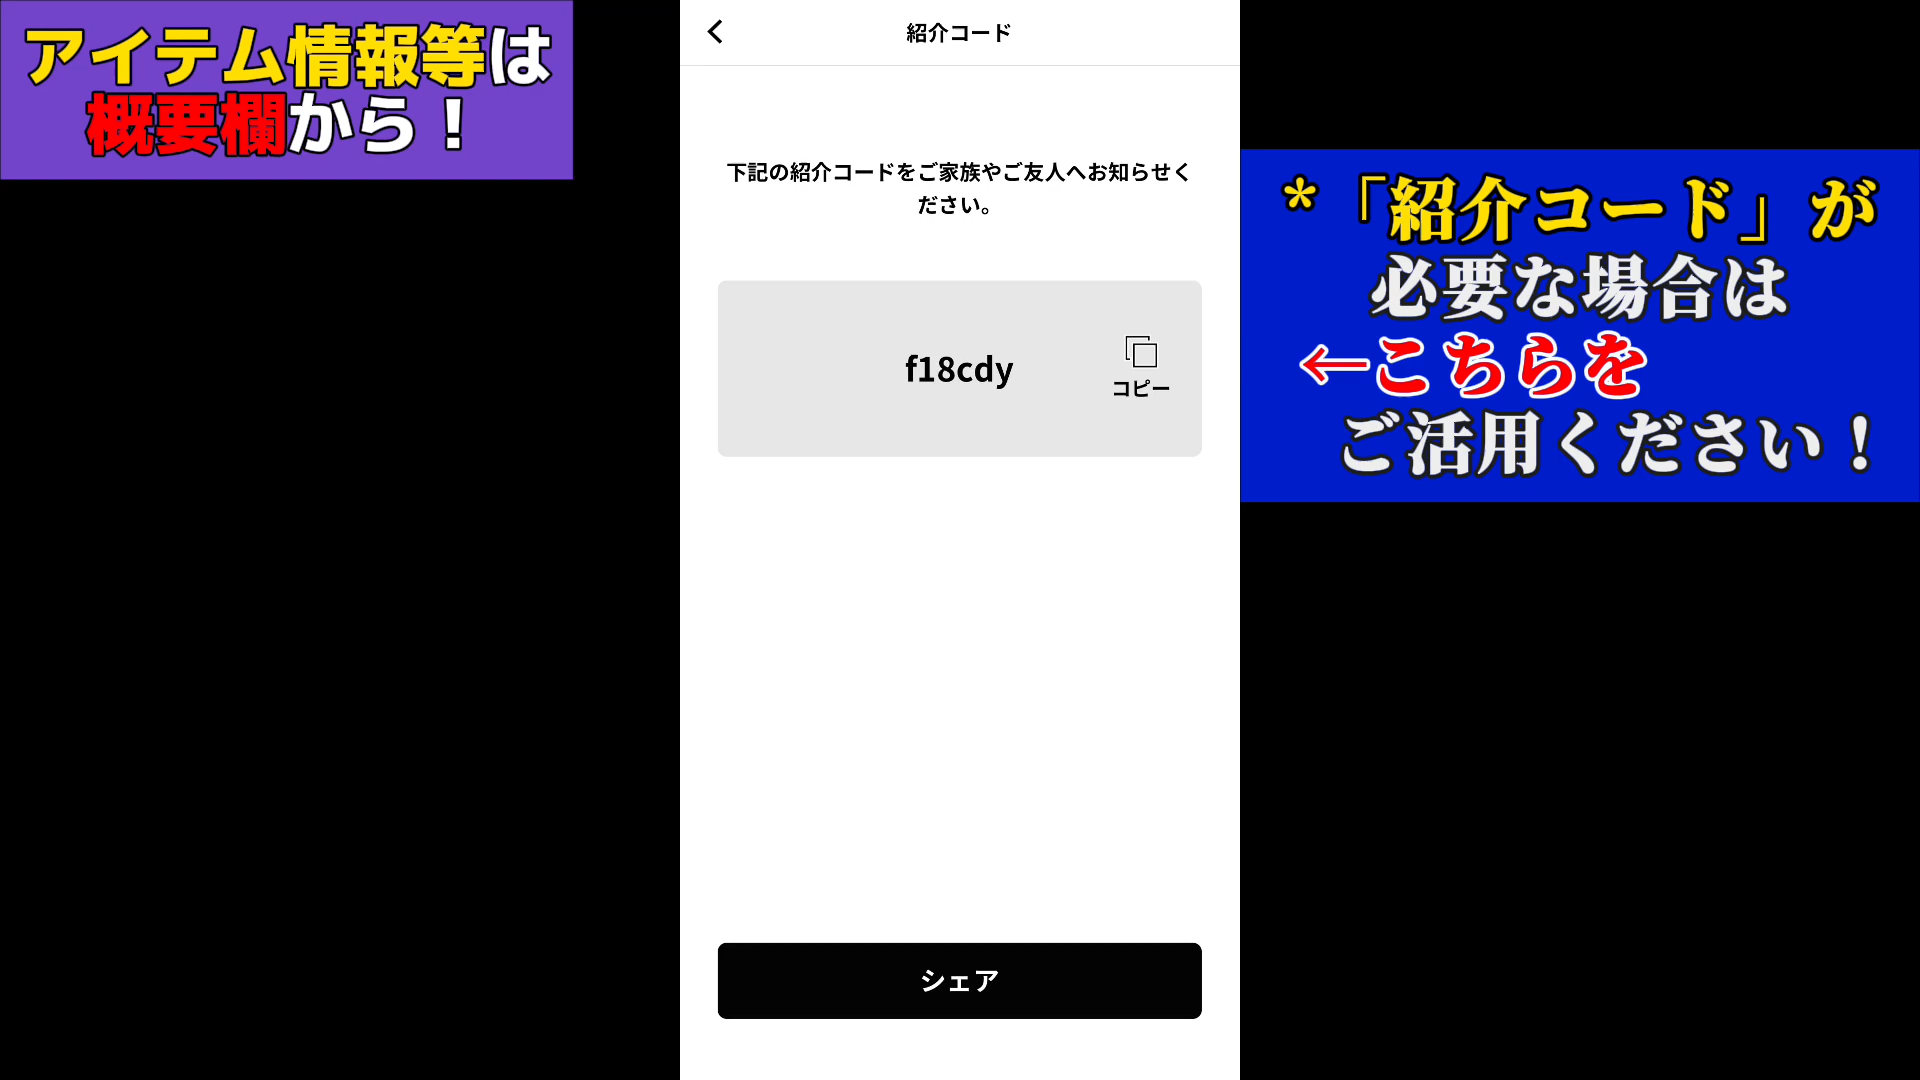 アイテム情報等は
概要欄から！
紹介コード
下記の紹介コードをご家族やご友人へお知らせく
ださい。
f18cdy
コピー
シェア
*「紹介コード」が
必要な場合は
←こちらを
ご活用ください！